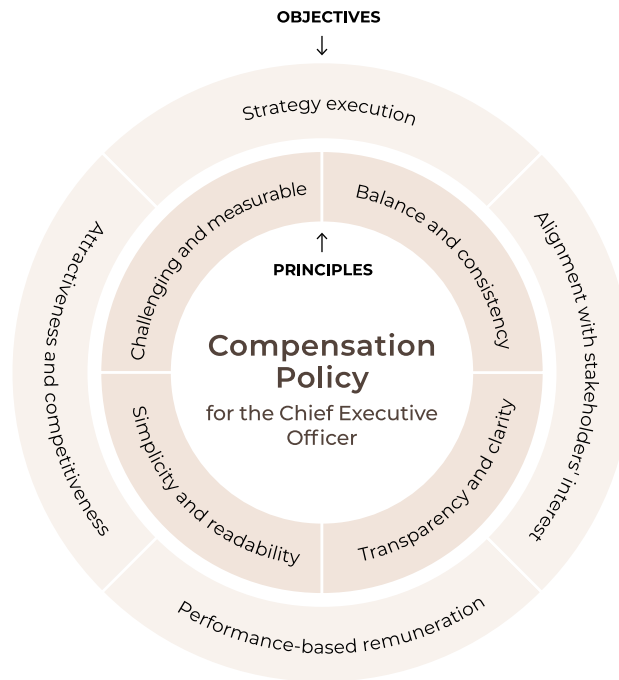 OBJECTIVES
Strategy execution
Challenging and measurable
Balance and consistency
Attractiveness and competitiveness
Alignment with stakeholders' interest
PRINCIPLES
Compensation
Policy
for the Chief Executive
Officer
Simplicity and readability
Transparency and clarity
Performance-based remuneration